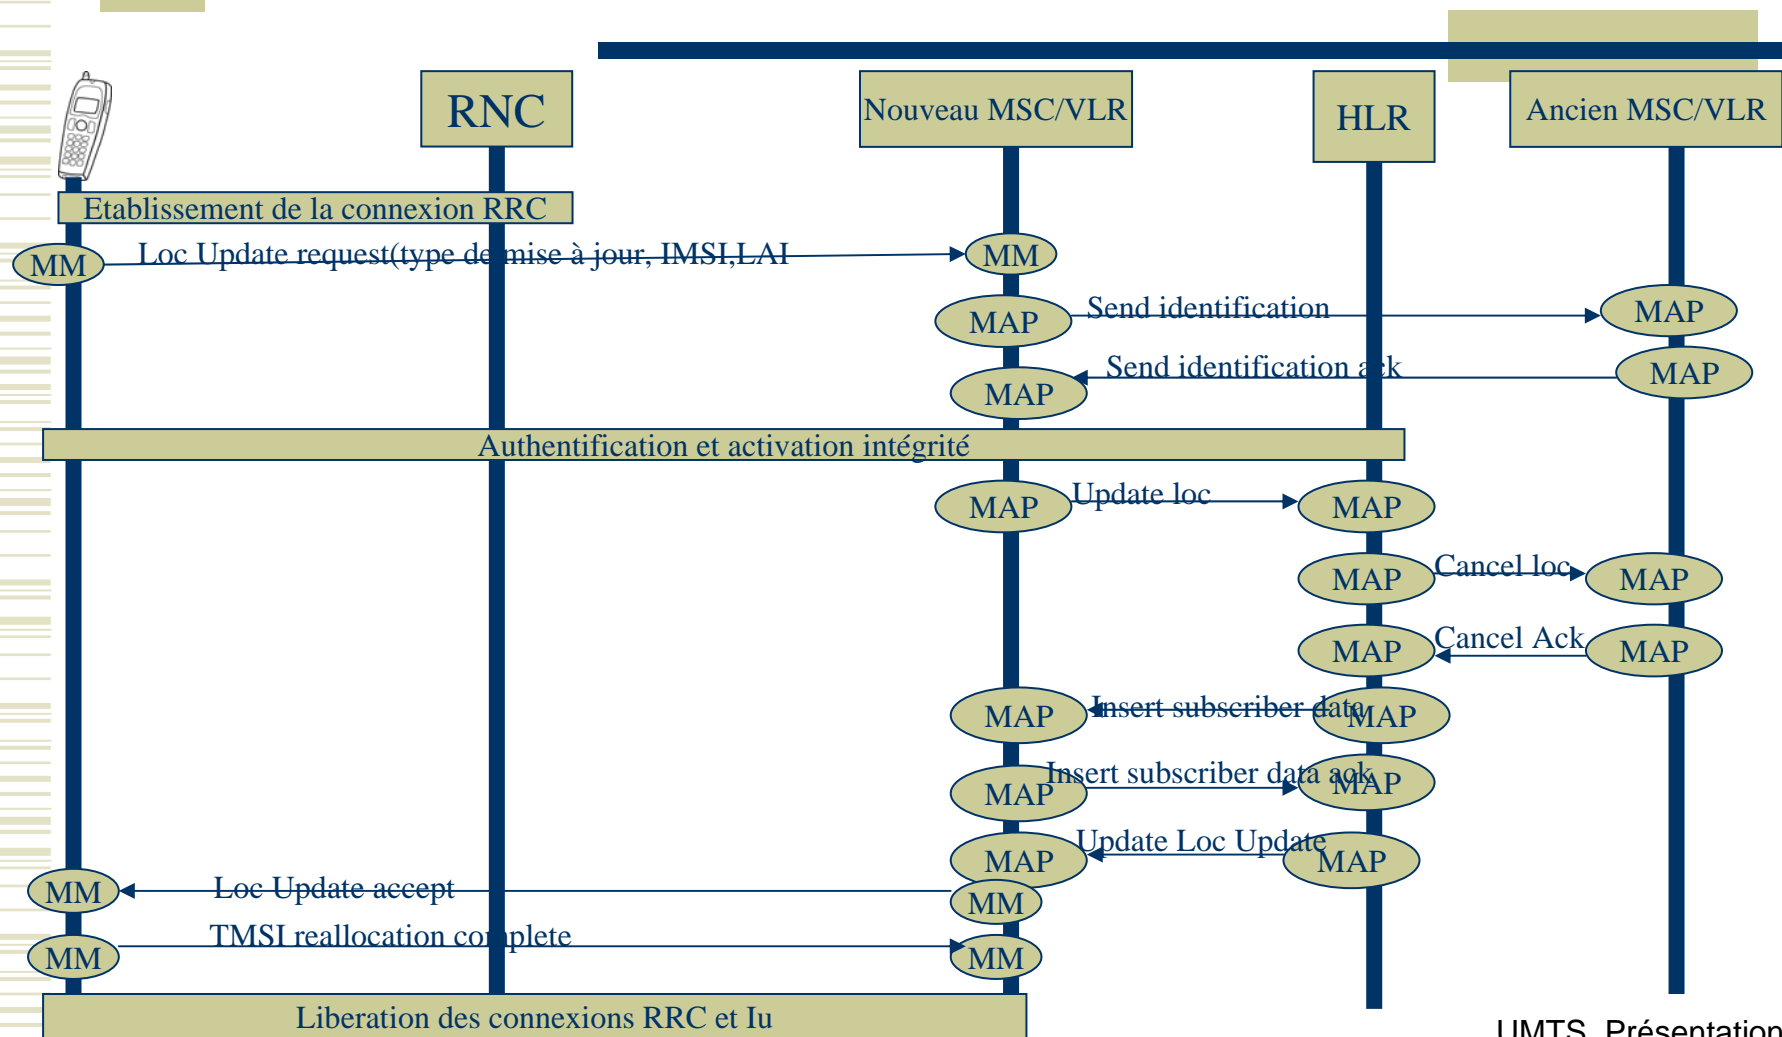 RNC
Nouveau MSC/VLR
HLR
Ancien MSC/VLR
Etablissement de la connexion RRC
MM
Loc Update request(type de mise à jour, IMSI,LAI
MM
MAP
Send identification
MAP
MAP
Send identification ack
MAP
Authentification et activation intégrité
MAP
Update loc
MAP
MAP
Cancel loc
MAP
MAP
Cancel Ack
MAP
MAP
Insert subscriber data
MAP
MAP
Insert subscriber data ack
MAP
MAP
Update Loc Update
MAP
MM
Loc Update accept
MM
MM
TMSI reallocation complete
MM
Liberation des connexions RRC et Iu
UMTS Présentation